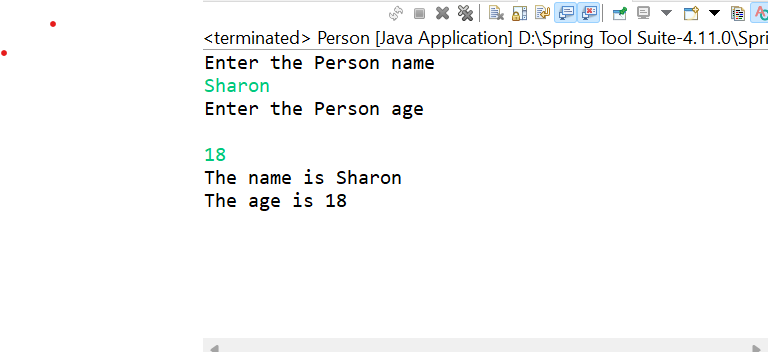 <terminated> Person [Java Application] D:\Spring Tool Suite-4.11.0\Spri
Enter the Person name
Sharon
Enter the Person age
18
The name is Sharon
The age is 18